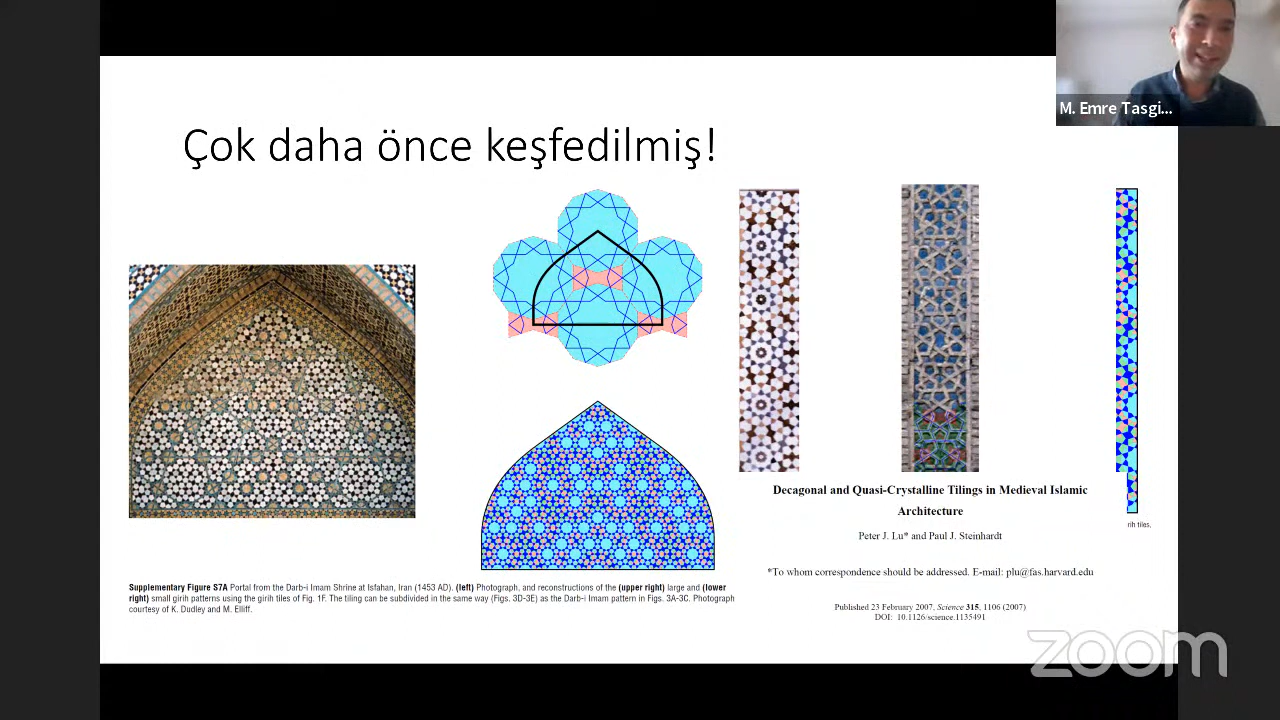 M. Emre Tasgi...
Çok daha önce keşfedilmiş!
Decagonal and Quasi-Crystalline Tilings in Medieval Islamic
Architecture
Peter J. Lu* and Paul J. Steinhardt
*To whom correspondence should be addressed. E-mail: plu@fas.harvard.edu
Published 23 February 2007, Science 315, 1106 (2007)
DOI: 10.1126/science.1135491
rih tiles,
Supplementary Figure S7A Portal from the Darb-i Imam Shrine at Isfahan, Iran (1453 AD). (left) Photograph, and reconstructions of the (upper right) large and (lower
right) small girih patterns using the girih tiles of Fig. 1F. The tiling can be subdivided in the same way (Figs. 3D-3E) as the Darb-i Imam pattern in Figs. 3A-3C. Photograph
courtesy of K. Dudley and M. Elliff.
zoom